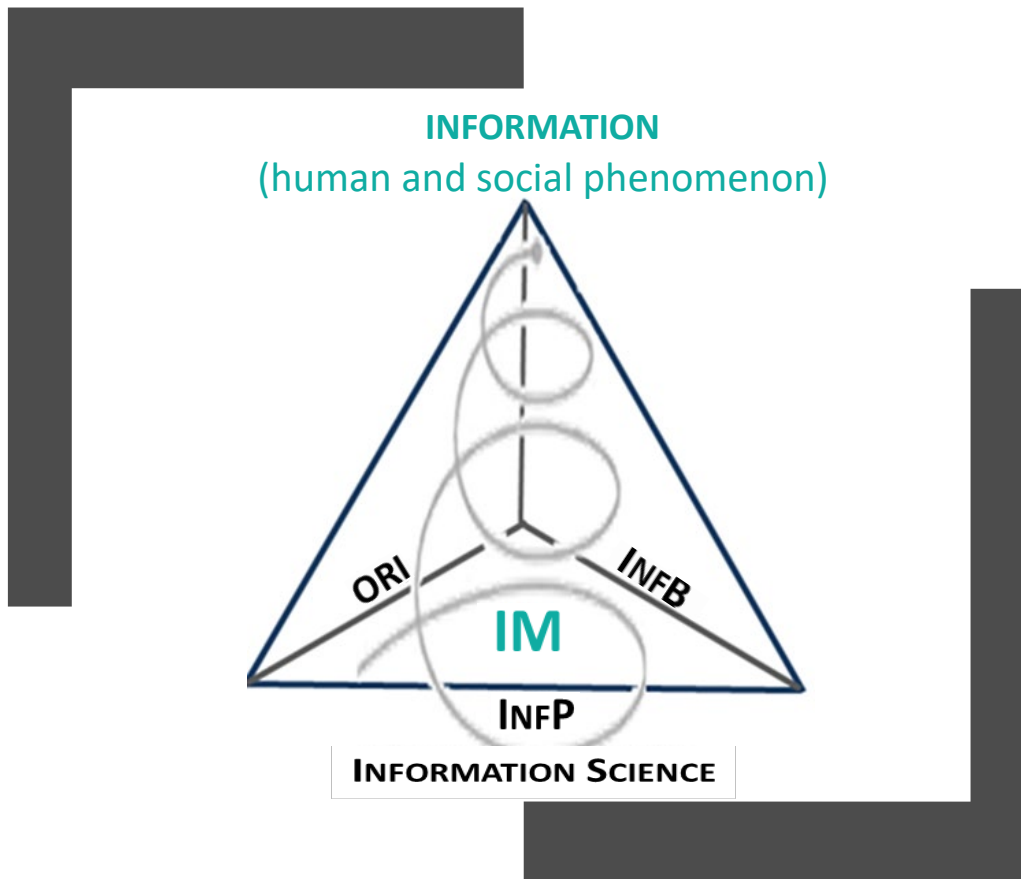 INFORMATION
(human and social phenomenon)
ORI
INFB
IM
INFP
INFORMATION SCIENCE